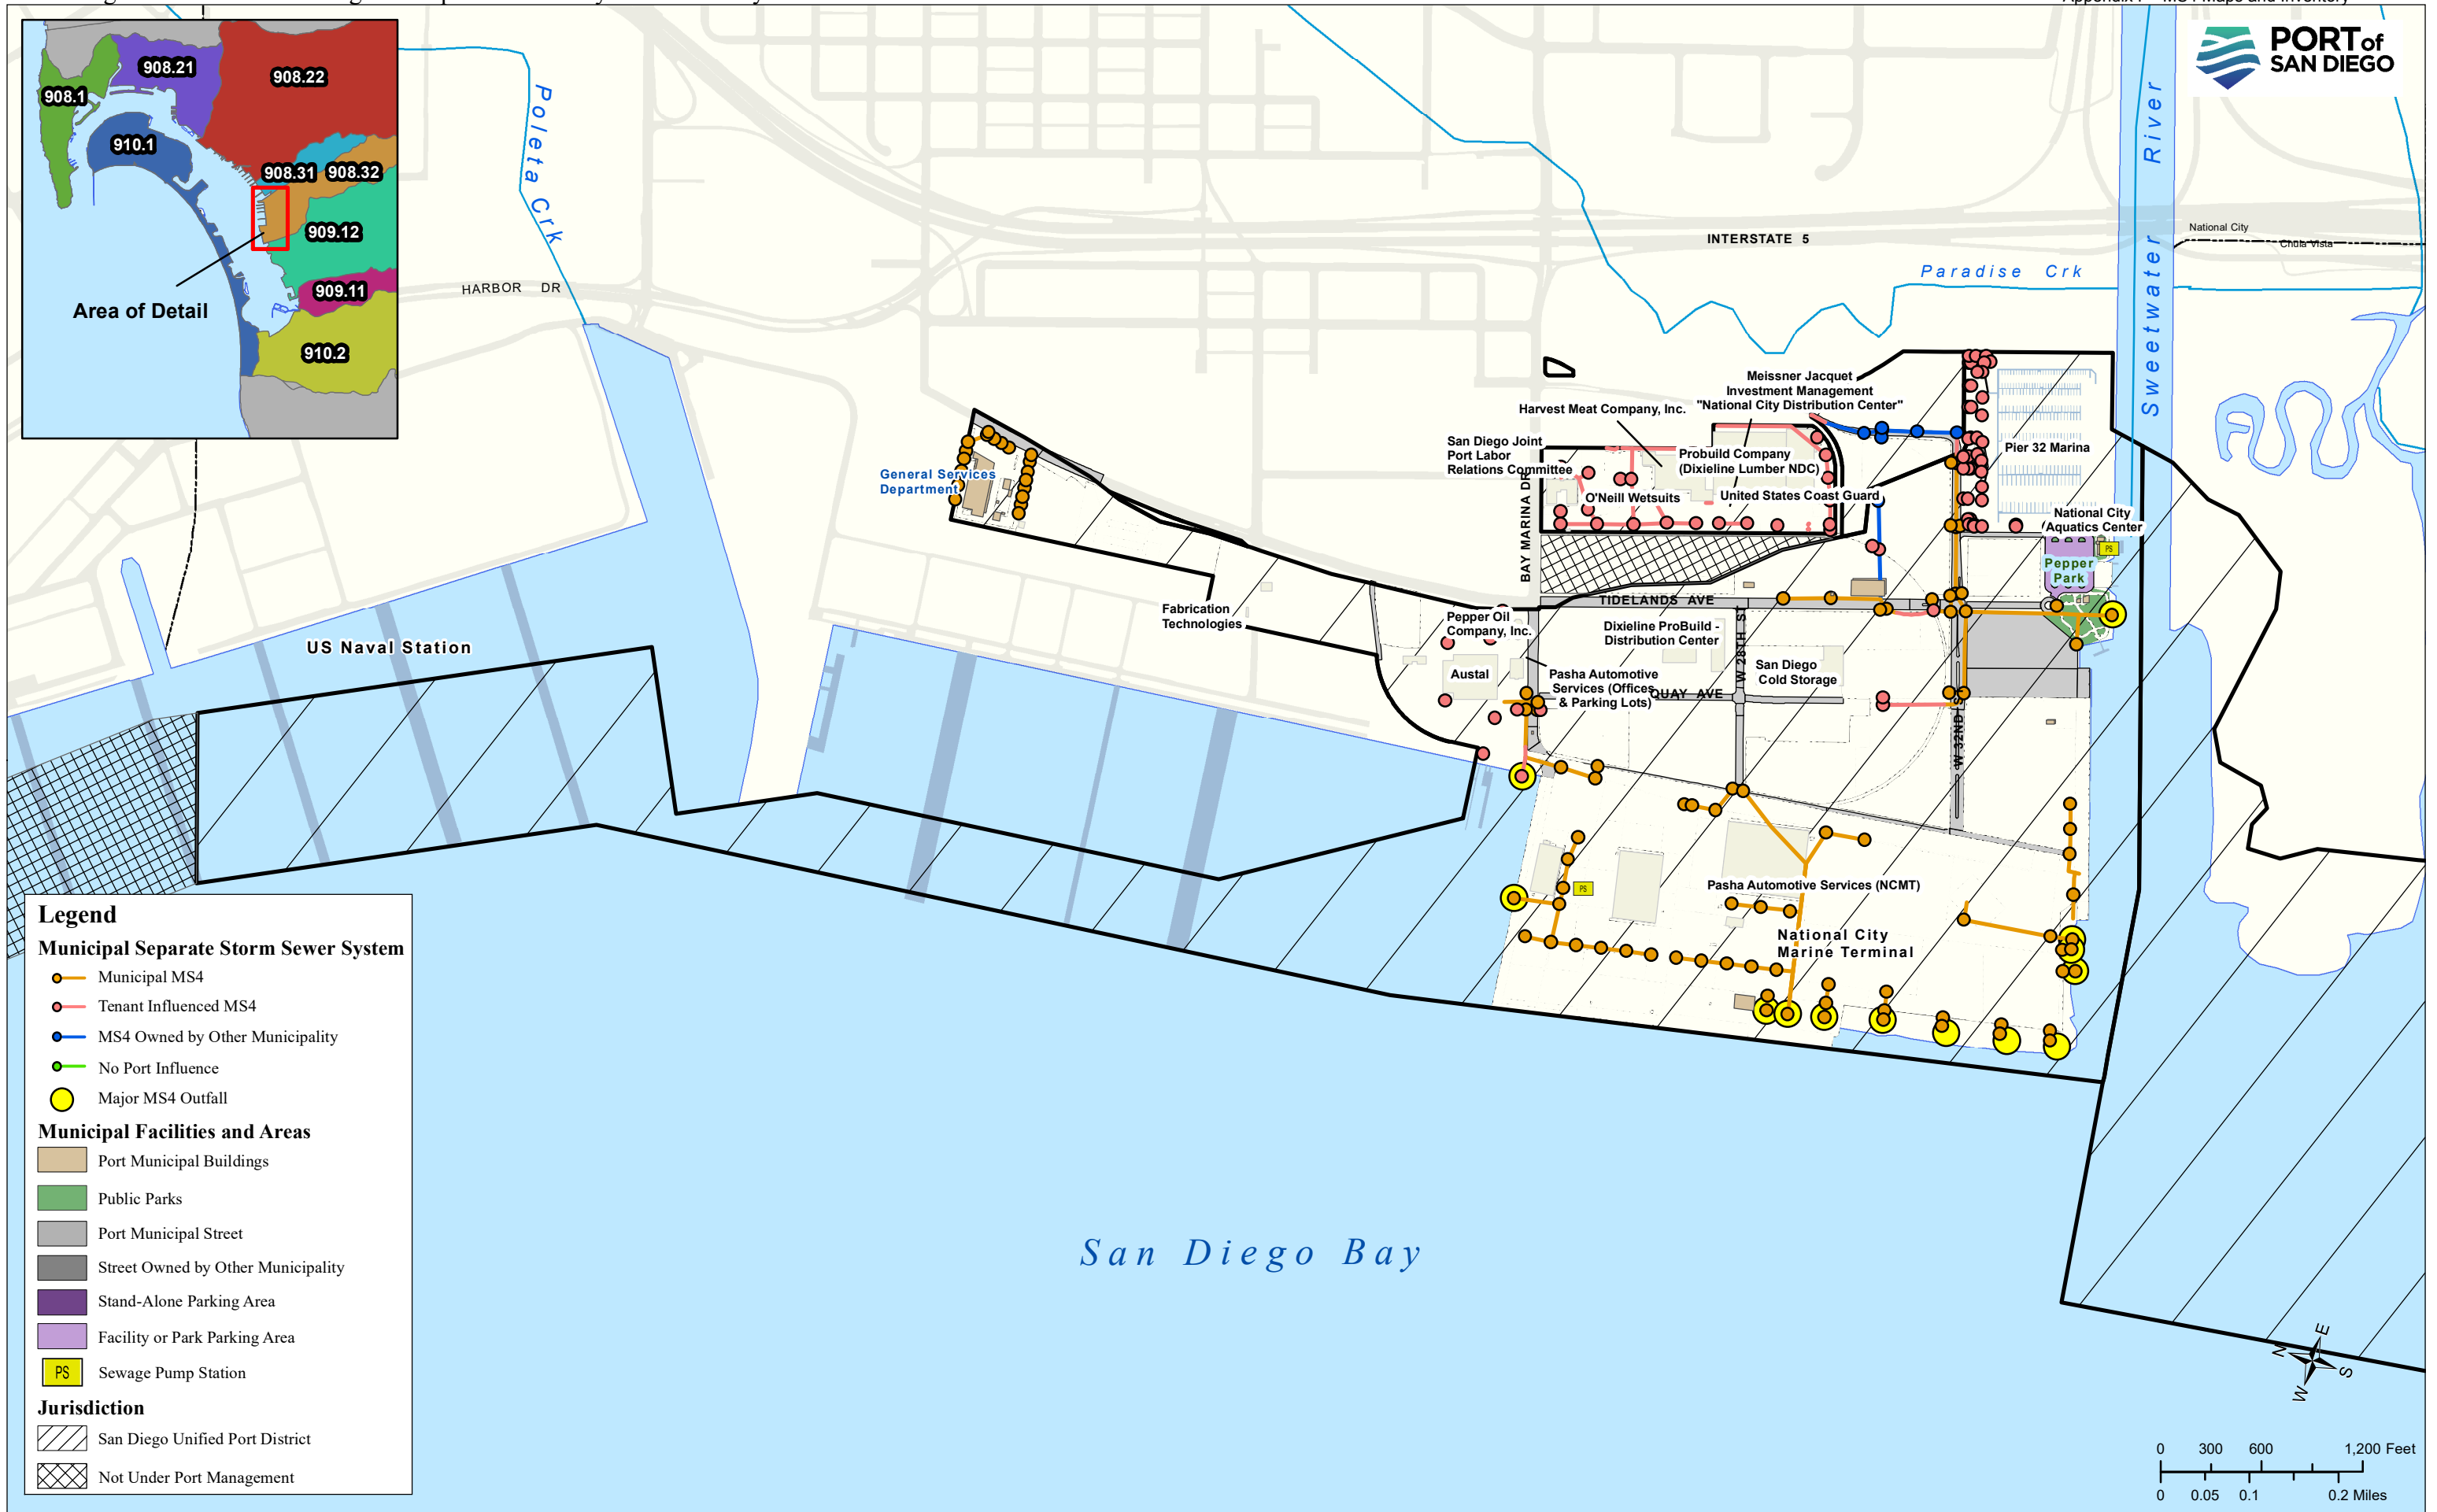 PORT of
SAN DIEGO
908.21
908.22
908.1
910.1
908.31
908.32
909.12
909.11
910.2
Area of Detail
Poleta Crk
HARBOR DR
INTERSTATE 5
Paradise Crk
Sweetwater River
National City
Chula Vista
Meissner Jacquet
Investment Management
"National City Distribution Center"
Harvest Meat Company, Inc.
San Diego Joint
Port Labor
Relations Committee
Probuild Company
(Dixieline Lumber NDC)
O'Neill Wetsuits
United States Coast Guard
Pier 32 Marina
National City
Aquatics Center
PS
Pepper
Park
General Services
Department
BAY MARINA DR
TIDELANDS AVE
Fabrication
Technologies
Pepper Oil
Company, Inc.
Dixieline ProBuild -
Distribution Center
W 28TH ST
San Diego
Cold Storage
Austal
Pasha Automotive
Services (Offices
& Parking Lots)
QUAY AVE
W 32ND ST
US Naval Station
PS
Pasha Automotive Services (NCMT)
National City
Marine Terminal
San Diego Bay
Legend
Municipal Separate Storm Sewer System
Municipal MS4
Tenant Influenced MS4
MS4 Owned by Other Municipality
No Port Influence
Major MS4 Outfall
Municipal Facilities and Areas
Port Municipal Buildings
Public Parks
Port Municipal Street
Street Owned by Other Municipality
Stand-Alone Parking Area
Facility or Park Parking Area
PS Sewage Pump Station
Jurisdiction
San Diego Unified Port District
Not Under Port Management
N
E
S
W
0 300 600 1,200 Feet
0 0.05 0.1 0.2 Miles